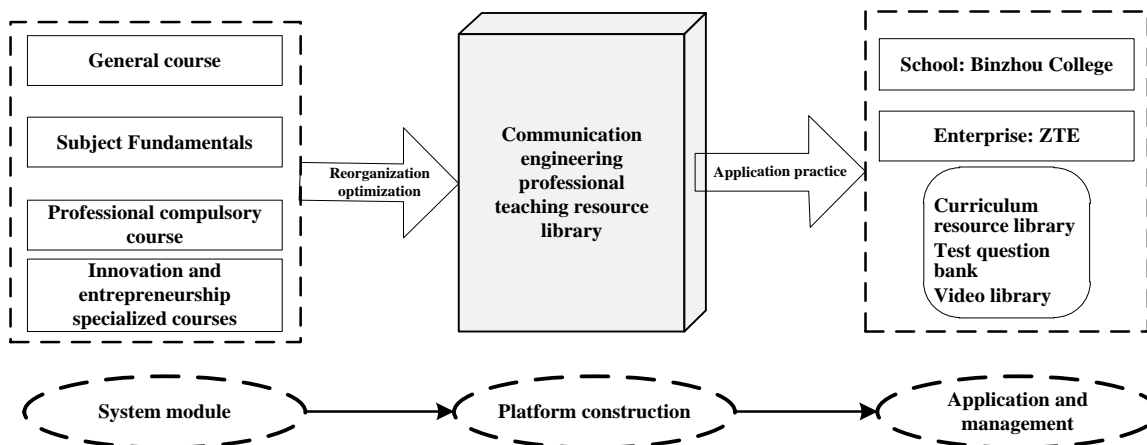 General course
Subject Fundamentals
Professional compulsory
course
Innovation and
entrepreneurship
specialized courses
Reorganization
optimization
Communication
engineering
professional
teaching resource
library
Application practice
School: Binzhou College
Enterprise: ZTE
Curriculum
resource library
Test question
bank
Video library
System module
Platform construction
Application and
management